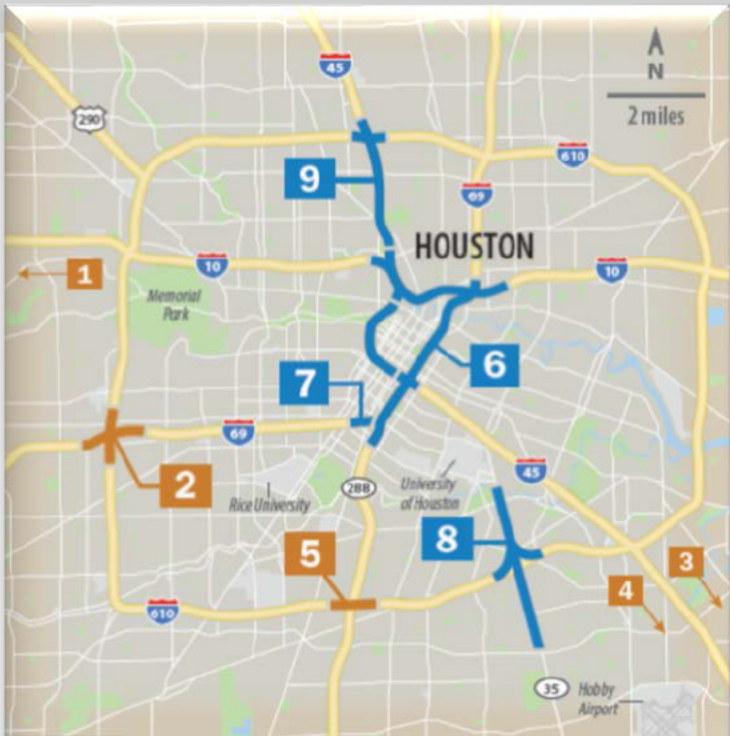 45
N
2 miles
290
610
9
69
HOUSTON
10
10
1
Memorial
Park
7
6
69
2
288
Rice University
University
of Houston
45
8
5
3
4
610
35
Hobby
Airport